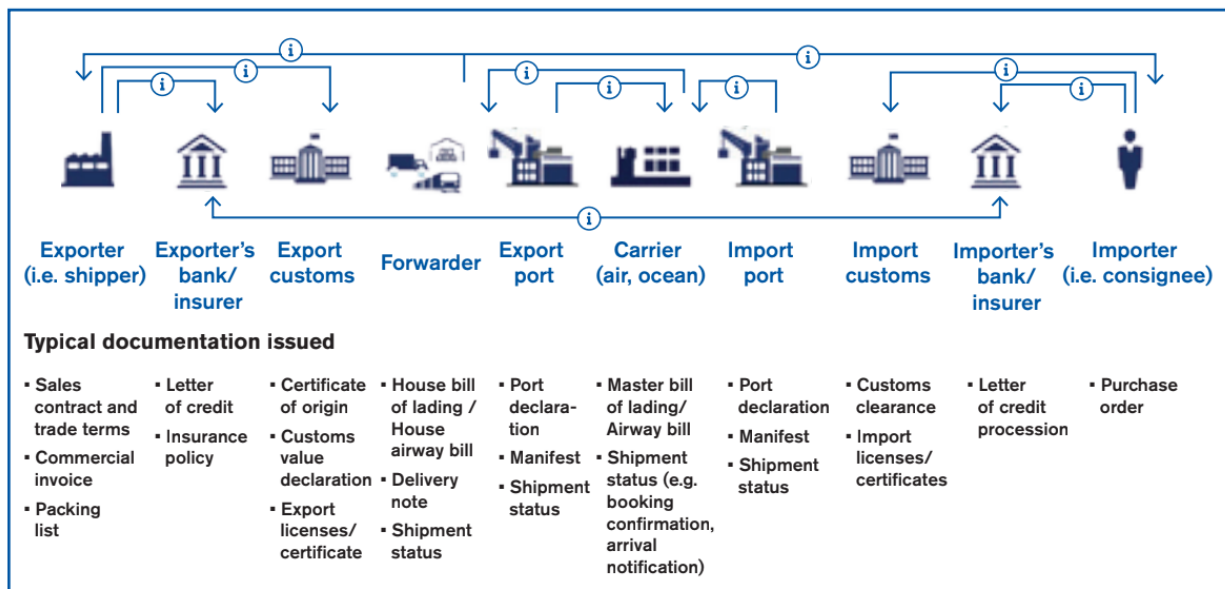 i
i
i
i
i
i
i
i
i
i
Exporter
(i.e. shipper)
Exporter's
bank/
insurer
Export
customs
Forwarder
Export
port
Carrier
(air, ocean)
Import
port
Import
customs
Importer's
bank/
insurer
Importer
(i.e. consignee)
Typical documentation issued
▪ Sales
contract and
trade terms
▪ Commercial
invoice
▪ Packing
list
▪ Letter
of credit
▪ Insurance
policy
▪ Certificate
of origin
▪ Customs
value
declaration
▪ Export
licenses/
certificate
▪ House bill
of lading /
House
airway bill
▪ Delivery
note
▪ Shipment
status
▪ Port
declara-
tion
▪ Manifest
▪ Shipment
status
▪ Master bill
of lading/
Airway bill
▪ Shipment
status (e.g.
booking
confirmation,
arrival
notification)
▪ Port
declaration
▪ Manifest
▪ Shipment
status
▪ Customs
clearance
▪ Import
licenses/
certificates
▪ Letter
of credit
procession
▪ Purchase
order